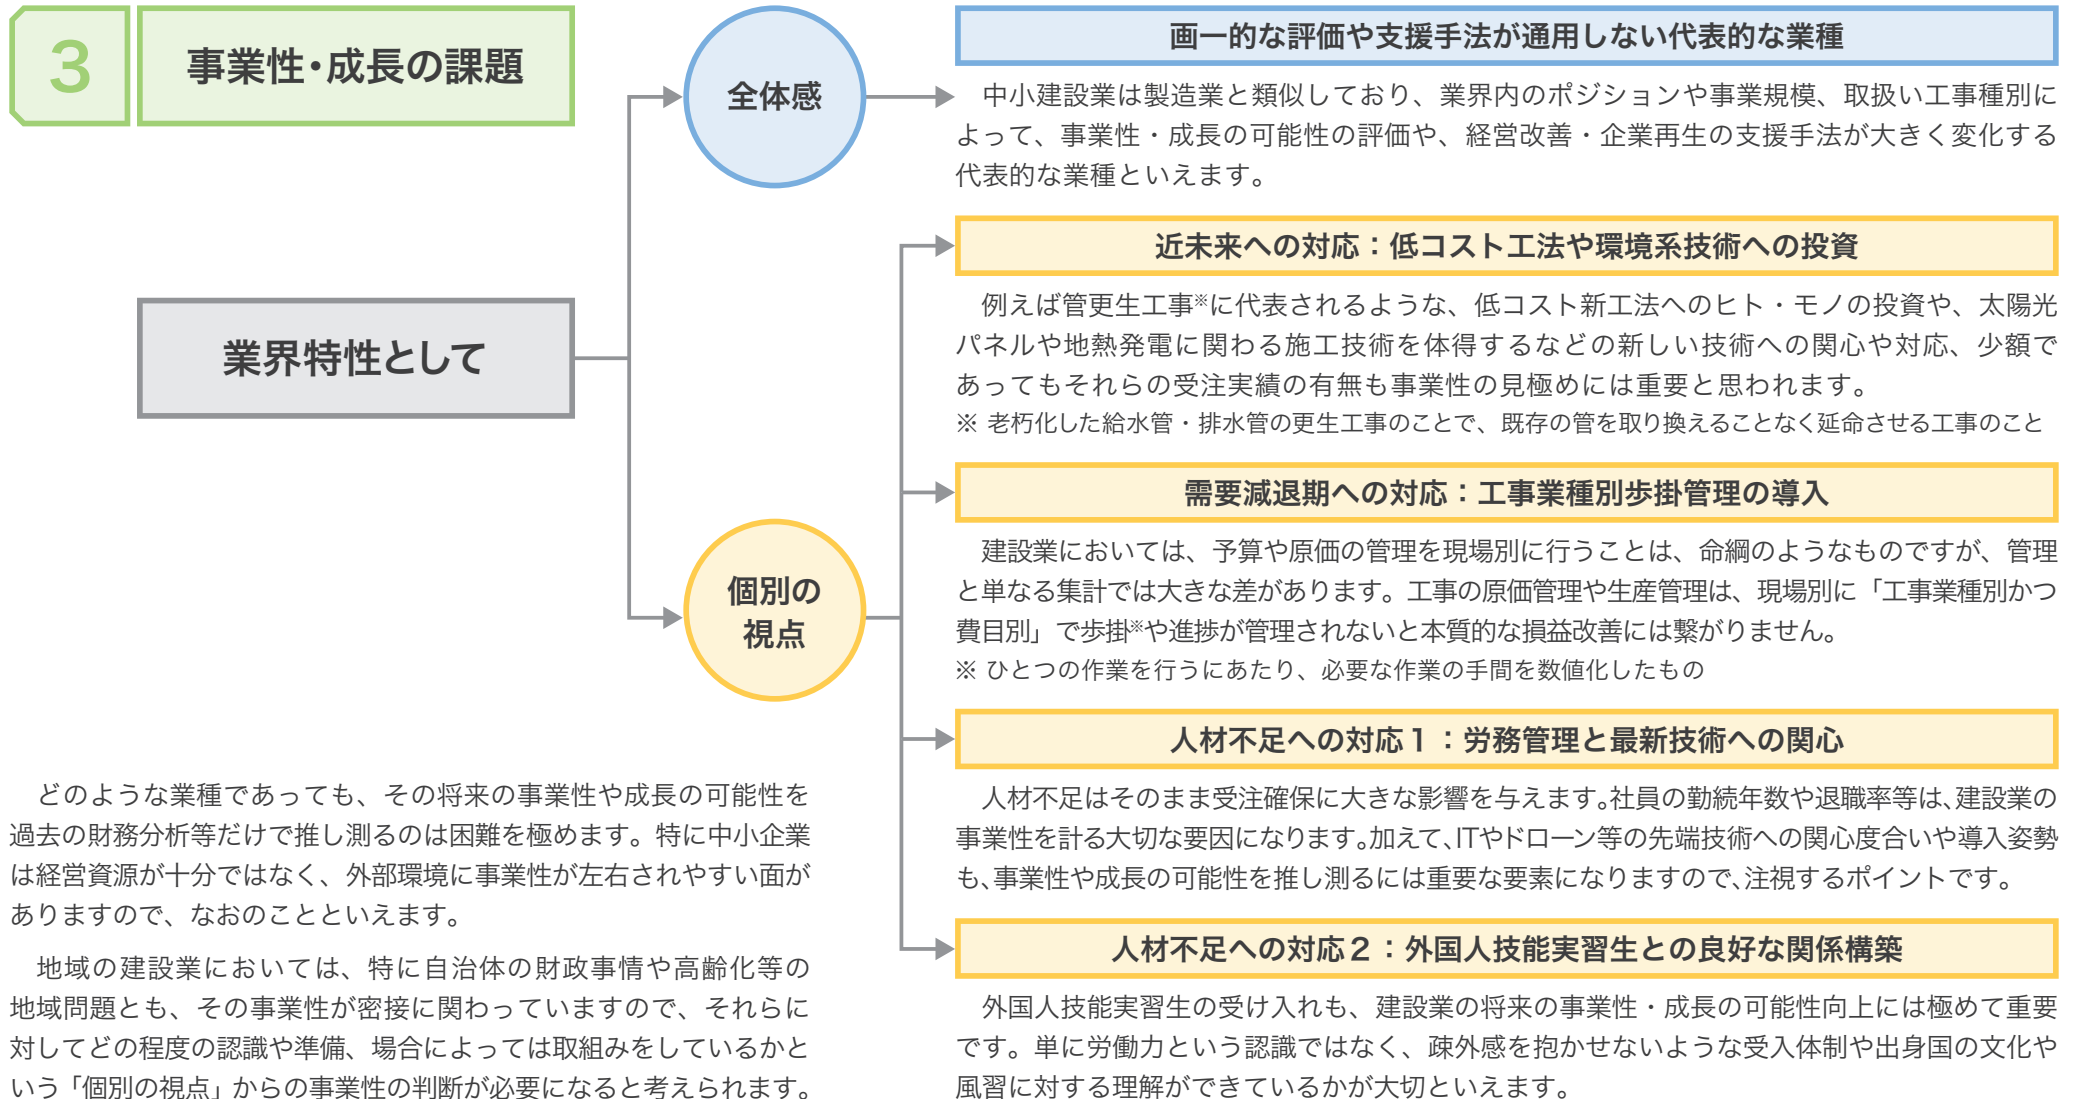 3
事業性・成長の課題
業界特性として
全体感
画一的な評価や支援手法が通用しない代表的な業種
中小建設業は製造業と類似しており、業界内のポジションや事業規模、取扱い工事種別に
よって、事業性・成長の可能性の評価や、経営改善・企業再生の支援手法が大きく変化する
代表的な業種といえます。
個別の
視点
近未来への対応：低コスト工法や環境系技術への投資
例えば管更生工事※に代表されるような、低コスト新工法へのヒト・モノの投資や、太陽光
パネルや地熱発電に関わる施工技術を体得するなどの新しい技術への関心や対応、少額で
あってもそれらの受注実績の有無も事業性の見極めには重要と思われます。
※ 老朽化した給水管・排水管の更生工事のことで、既存の管を取り換えることなく延命させる工事のこと
需要減退期への対応：工事業種別歩掛管理の導入
建設業においては、予算や原価の管理を現場別に行うことは、命綱のようなものですが、管理
と単なる集計では大きな差があります。工事の原価管理や生産管理は、現場別に「工事業種別かつ
費目別」で歩掛※や進捗が管理されないと本質的な損益改善には繋がりません。
※ ひとつの作業を行うにあたり、必要な作業の手間を数値化したもの
人材不足への対応１：労務管理と最新技術への関心
人材不足はそのまま受注確保に大きな影響を与えます。社員の勤続年数や退職率等は、建設業の
事業性を計る大切な要因になります。加えて、ITやドローン等の先端技術への関心度合いや導入姿勢
も、事業性や成長の可能性を推し測るには重要な要素になりますので、注視するポイントです。
人材不足への対応２：外国人技能実習生との良好な関係構築
外国人技能実習生の受け入れも、建設業の将来の事業性・成長の可能性向上には極めて重要
です。単に労働力という認識ではなく、疎外感を抱かせないような受入体制や出身国の文化や
風習に対する理解ができているかが大切といえます。
どのような業種であっても、その将来の事業性や成長の可能性を
過去の財務分析等だけで推し測るのは困難を極めます。特に中小企業
は経営資源が十分ではなく、外部環境に事業性が左右されやすい面が
ありますので、なおのことといえます。
地域の建設業においては、特に自治体の財政事情や高齢化等の
地域問題とも、その事業性が密接に関わっていますので、それらに
対してどの程度の認識や準備、場合によっては取組みをしているかと
いう「個別の視点」からの事業性の判断が必要になると考えられます。